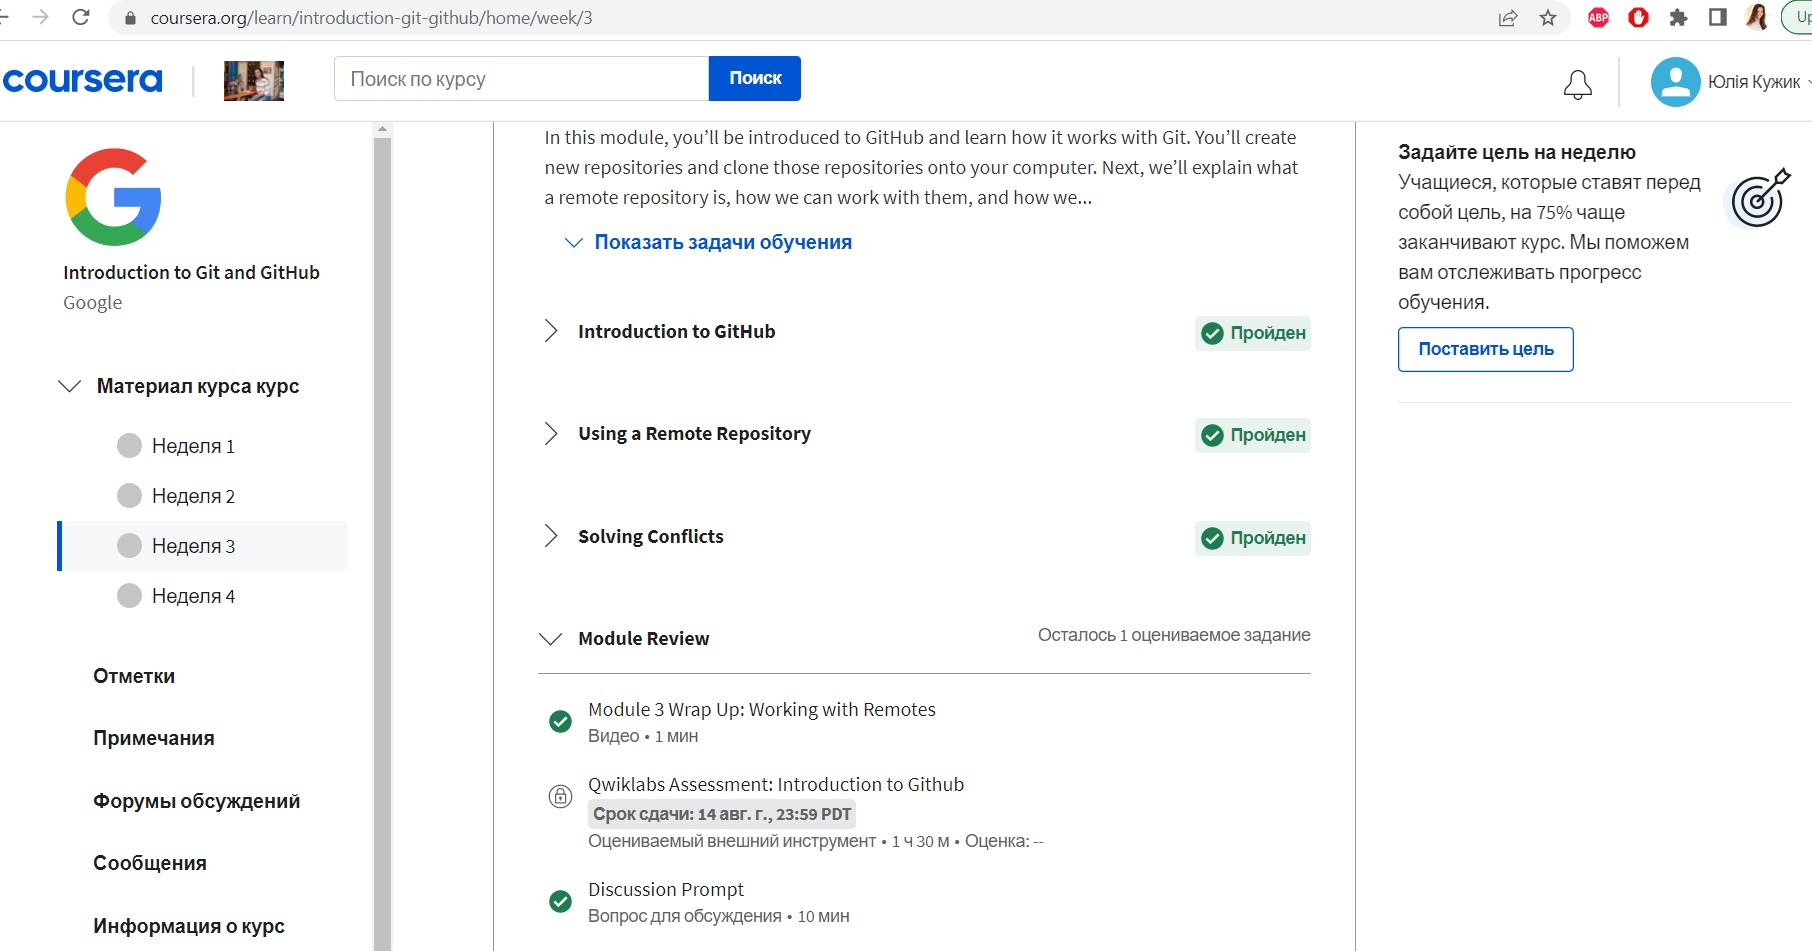 coursera.org/learn/introduction-git-github/home/week/3
ABP
Up
coursera
Поиск по курсу
Поиск
Юлія Кужик
Introduction to Git and GitHub
Google
Материал курса курс
Неделя 1
Неделя 2
Неделя 3
Неделя 4
Отметки
Примечания
Форумы обсуждений
Сообщения
Информация о курс
In this module, you’ll be introduced to GitHub and learn how it works with Git. You’ll create
new repositories and clone those repositories onto your computer. Next, we’ll explain what
a remote repository is, how we can work with them, and how we...
Показать задачи обучения
Introduction to GitHub
Пройден
Using a Remote Repository
Пройден
Solving Conflicts
Пройден
Module Review
Осталось 1 оцениваемое задание
Module 3 Wrap Up: Working with Remotes
Видео • 1 мин
Qwiklabs Assessment: Introduction to Github
Срок сдачи: 14 авг. г., 23:59 PDT
Оцениваемый внешний инструмент • 1 ч 30 м • Оценка: --
Discussion Prompt
Вопрос для обсуждения • 10 мин
Задайте цель на неделю
Учащиеся, которые ставят перед
собой цель, на 75% чаще
заканчивают курс. Мы поможем
вам отслеживать прогресс
обучения.
Поставить цель